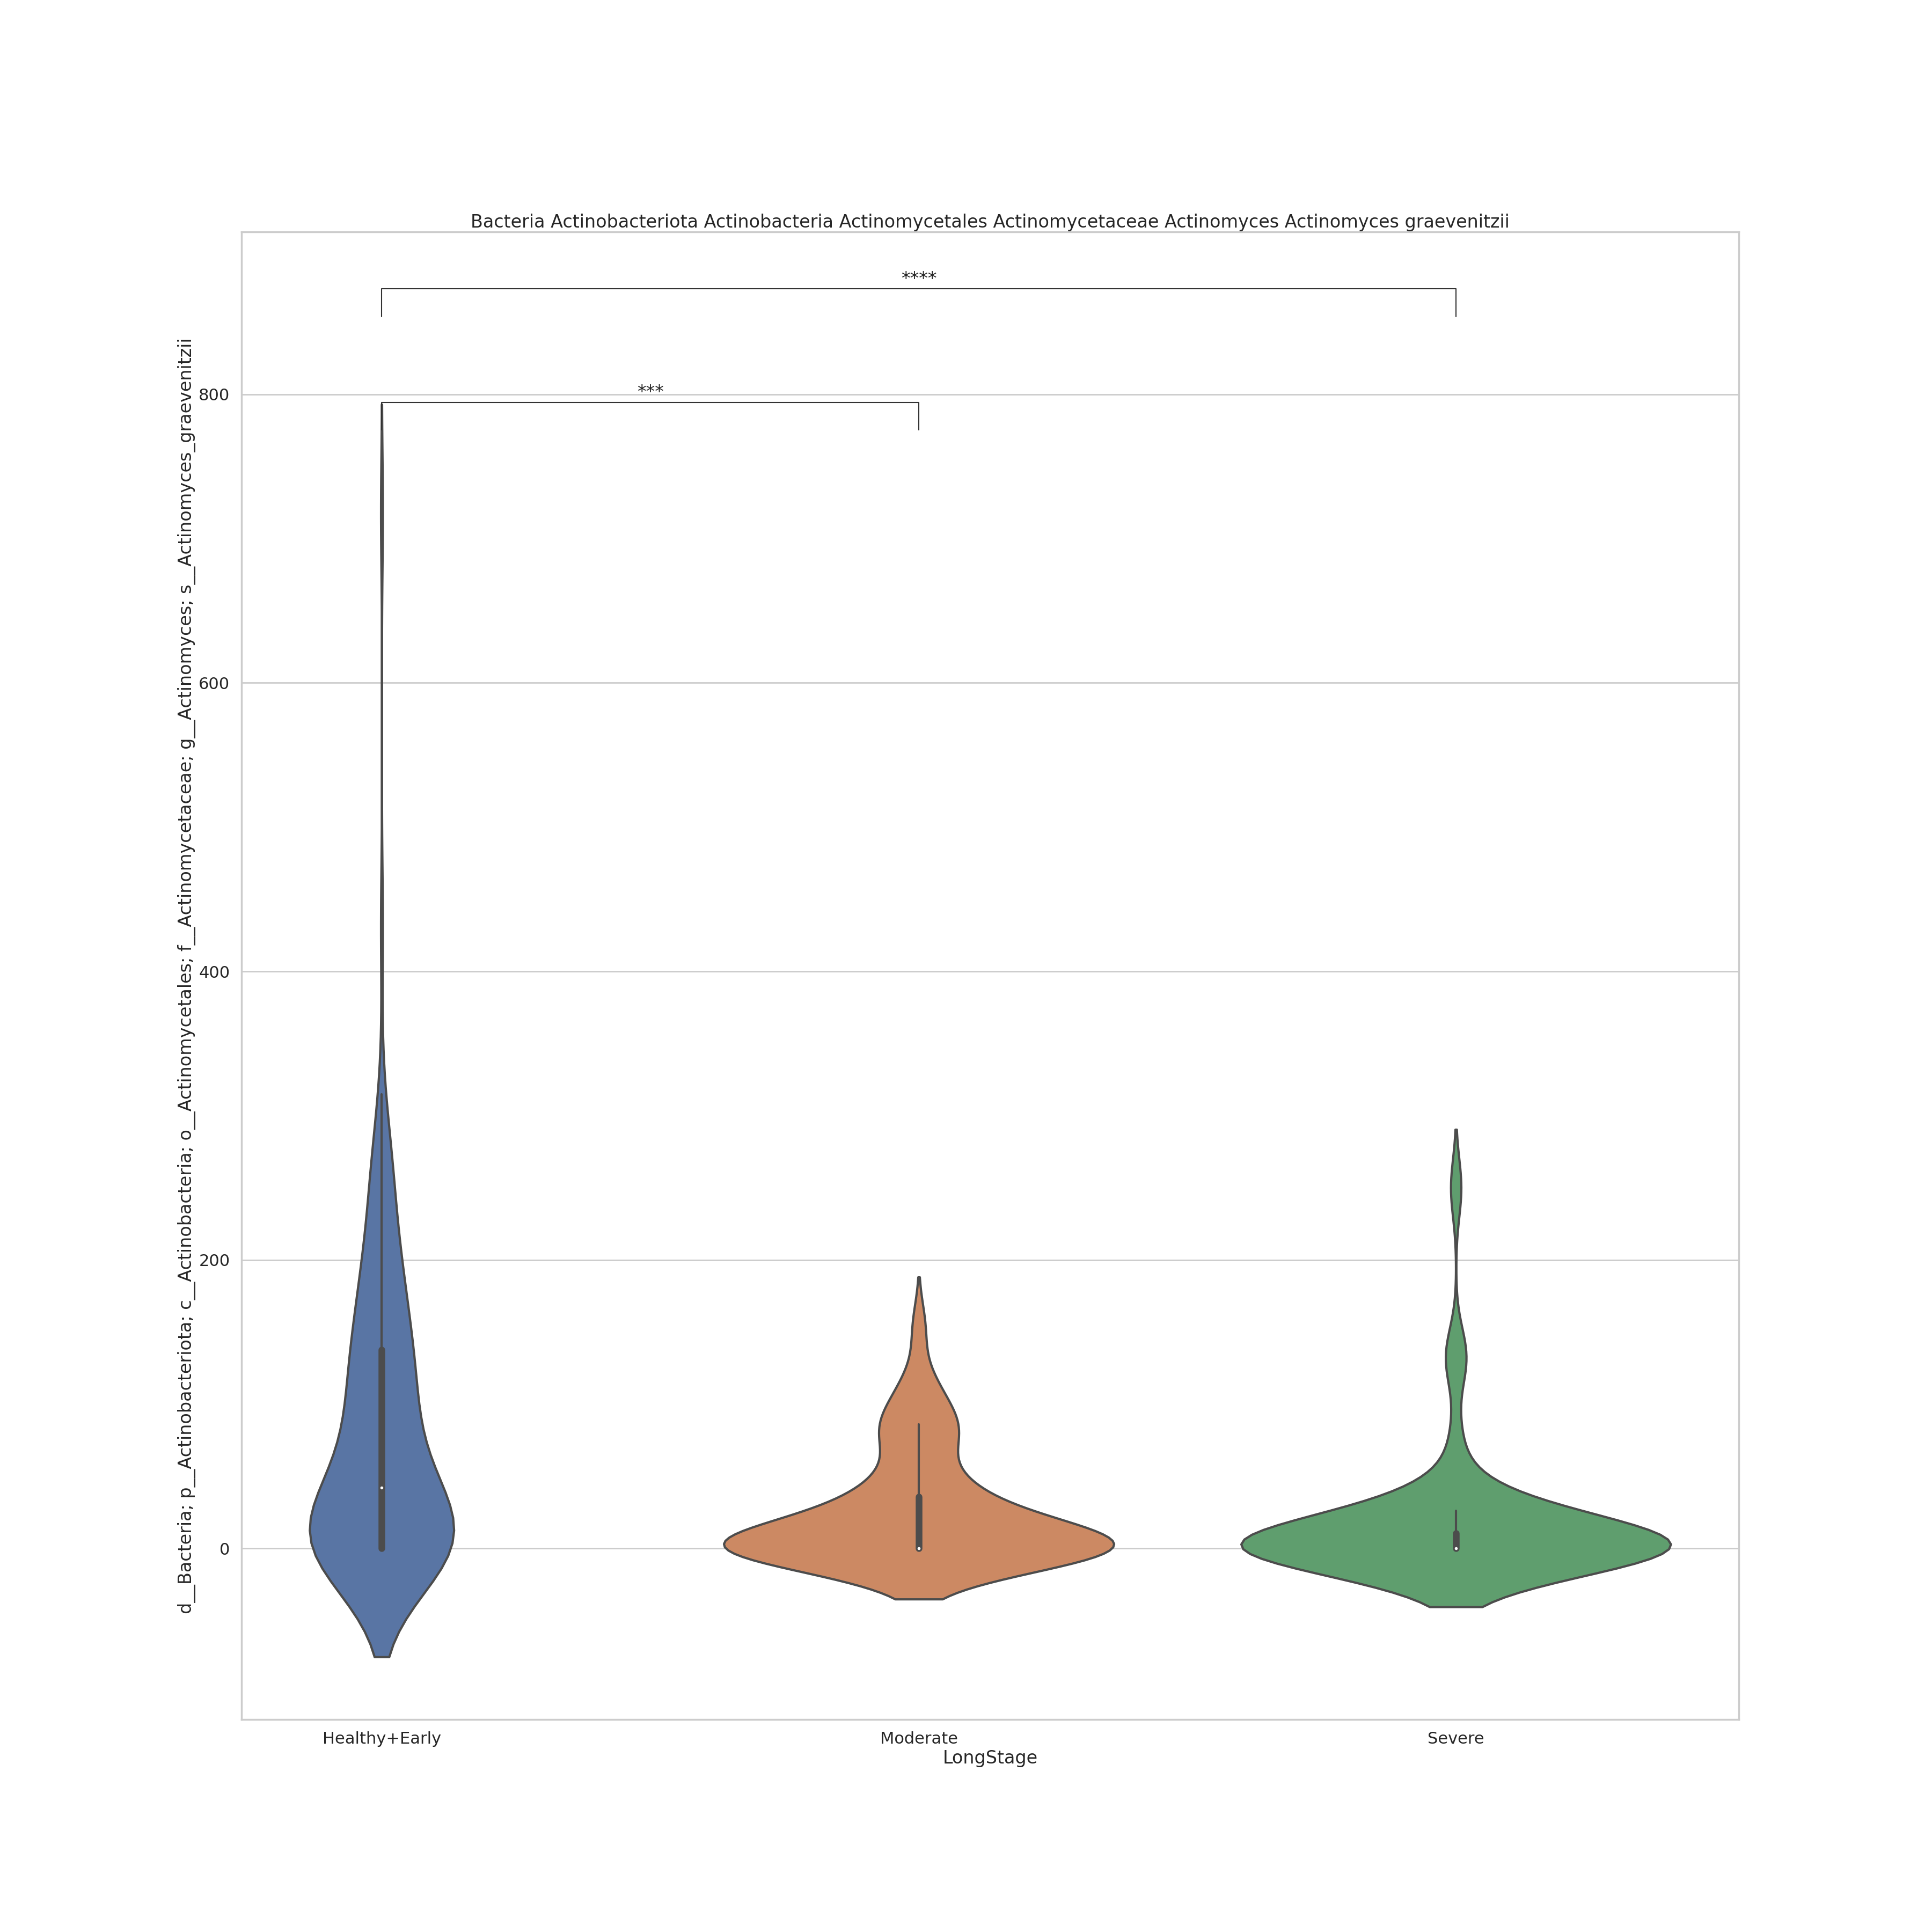 Bacteria Actinobacteriota Actinobacteria Actinomycetales Actinomycetaceae Actinomyces Actinomyces graevenitzii
****
***
d__Bacteria; p__Actinobacteriota; c__Actinobacteria; o__Actinomycetales; f__Actinomycetaceae; g__Actinomyces; s__Actinomyces_graevenitzii
800
600
400
200
0
Healthy+Early Moderate Severe
LongStage